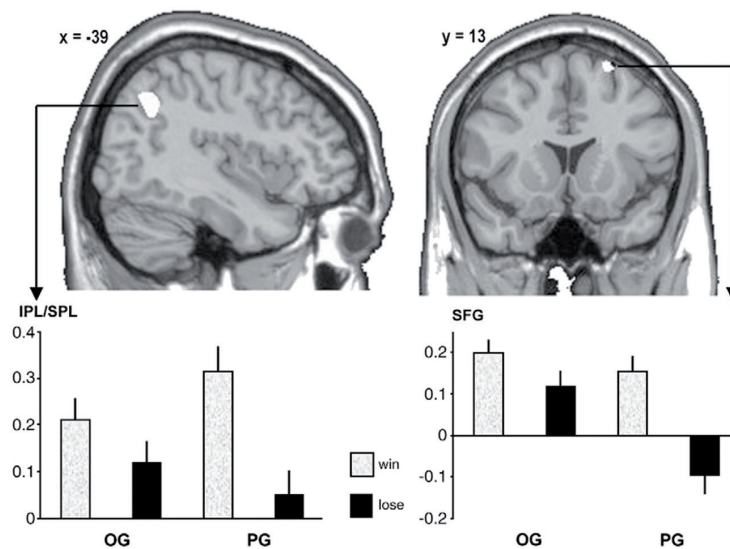 x = -39
y = 13
IPL/SPL
0.4
0.3
0.2
0.1
0
OG
PG
win
lose
SFG
0.2
0.1
0
-0.1
-0.2
OG
PG